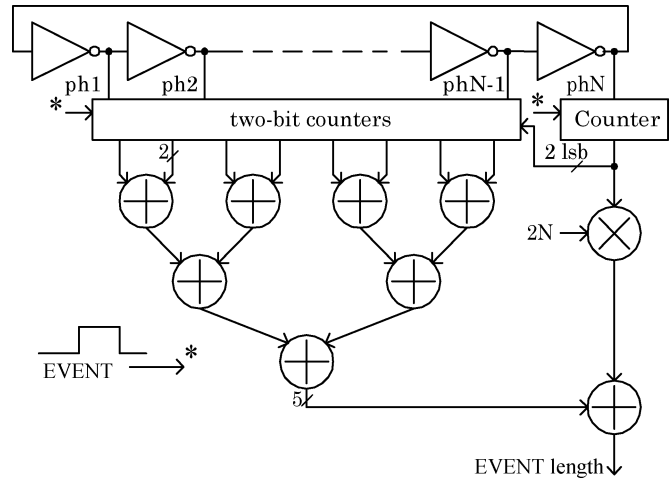 ph1 ph2 phN-1 phN
* two-bit counters * Counter
2 2 lsb
2N
*
EVENT
5
EVENT length